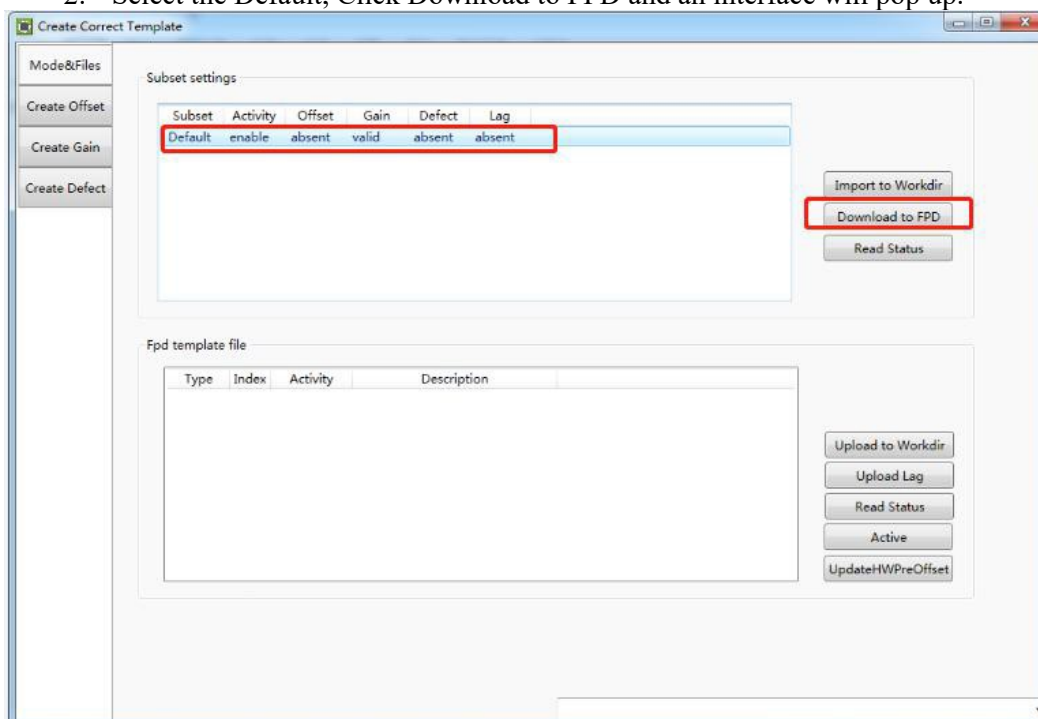 2. Select the Default, Click Download to FPD and an interface will pop up.
Create Correct Template
Mode&Files
Create Offset
Create Gain
Create Defect
Subset settings
Subset Activity Offset Gain Defect Lag
Default enable absent valid absent absent
Import to Workdir
Download to FPD
Read Status
Fpd template file
Type Index Activity Description
Upload to Workdir
Upload Lag
Read Status
Active
UpdateHWPreOffset